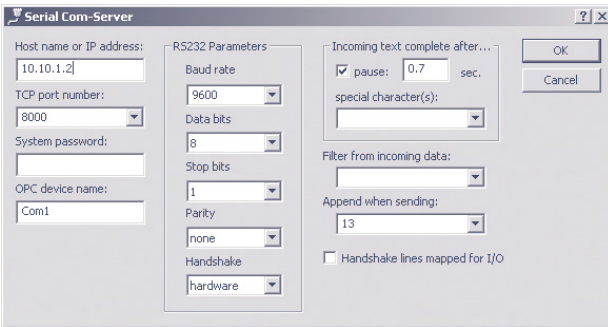 Serial Com-Server
Host name or IP address:
10.10.1.2
TCP port number:
8000
System password:
OPC device name:
Com1
RS232 Parameters
Baud rate
9600
Data bits
8
Stop bits
1
Parity
none
Handshake
hardware
Incoming text complete after...
pause: 0.7 sec.
special character(s):
Filter from incoming data:
Append when sending:
13
Handshake lines mapped for I/O
OK
Cancel